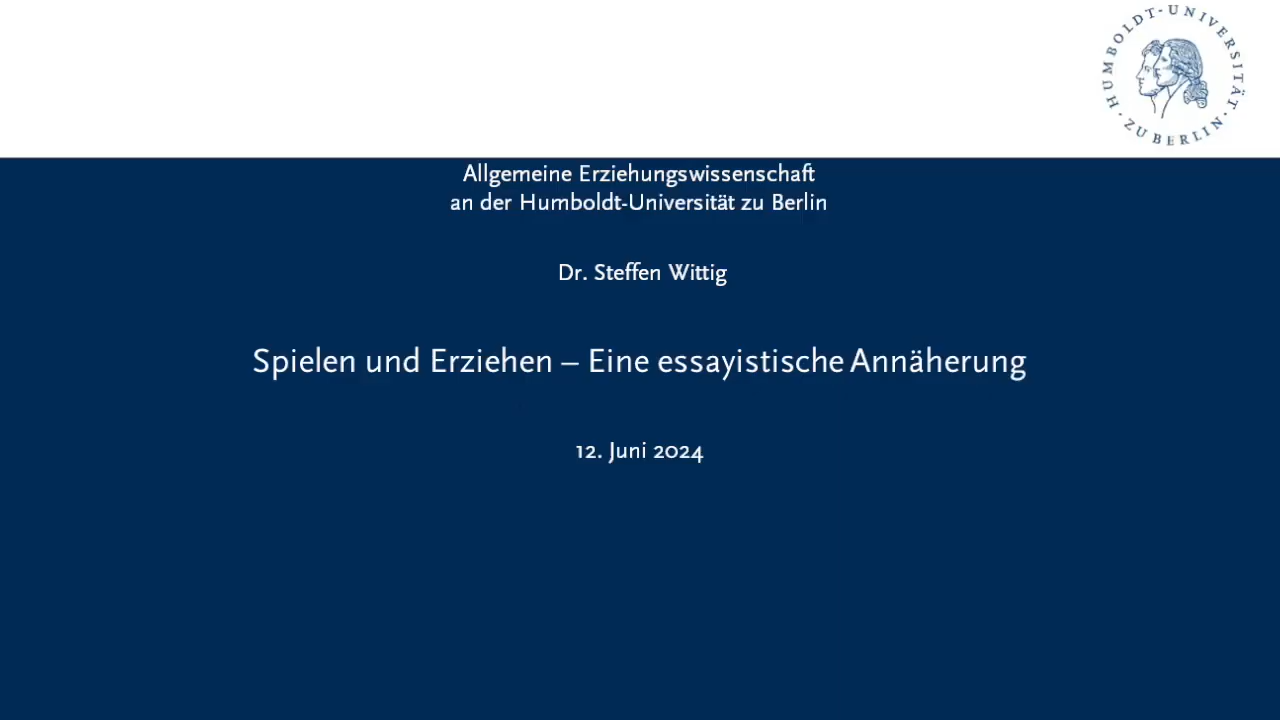 HUMBOLDT-UNIVERSITÄT · ZU BERLIN ·
Allgemeine Erziehungswissenschaft
an der Humboldt-Universität zu Berlin
Dr. Steffen Wittig
Spielen und Erziehen – Eine essayistische Annäherung
12. Juni 2024